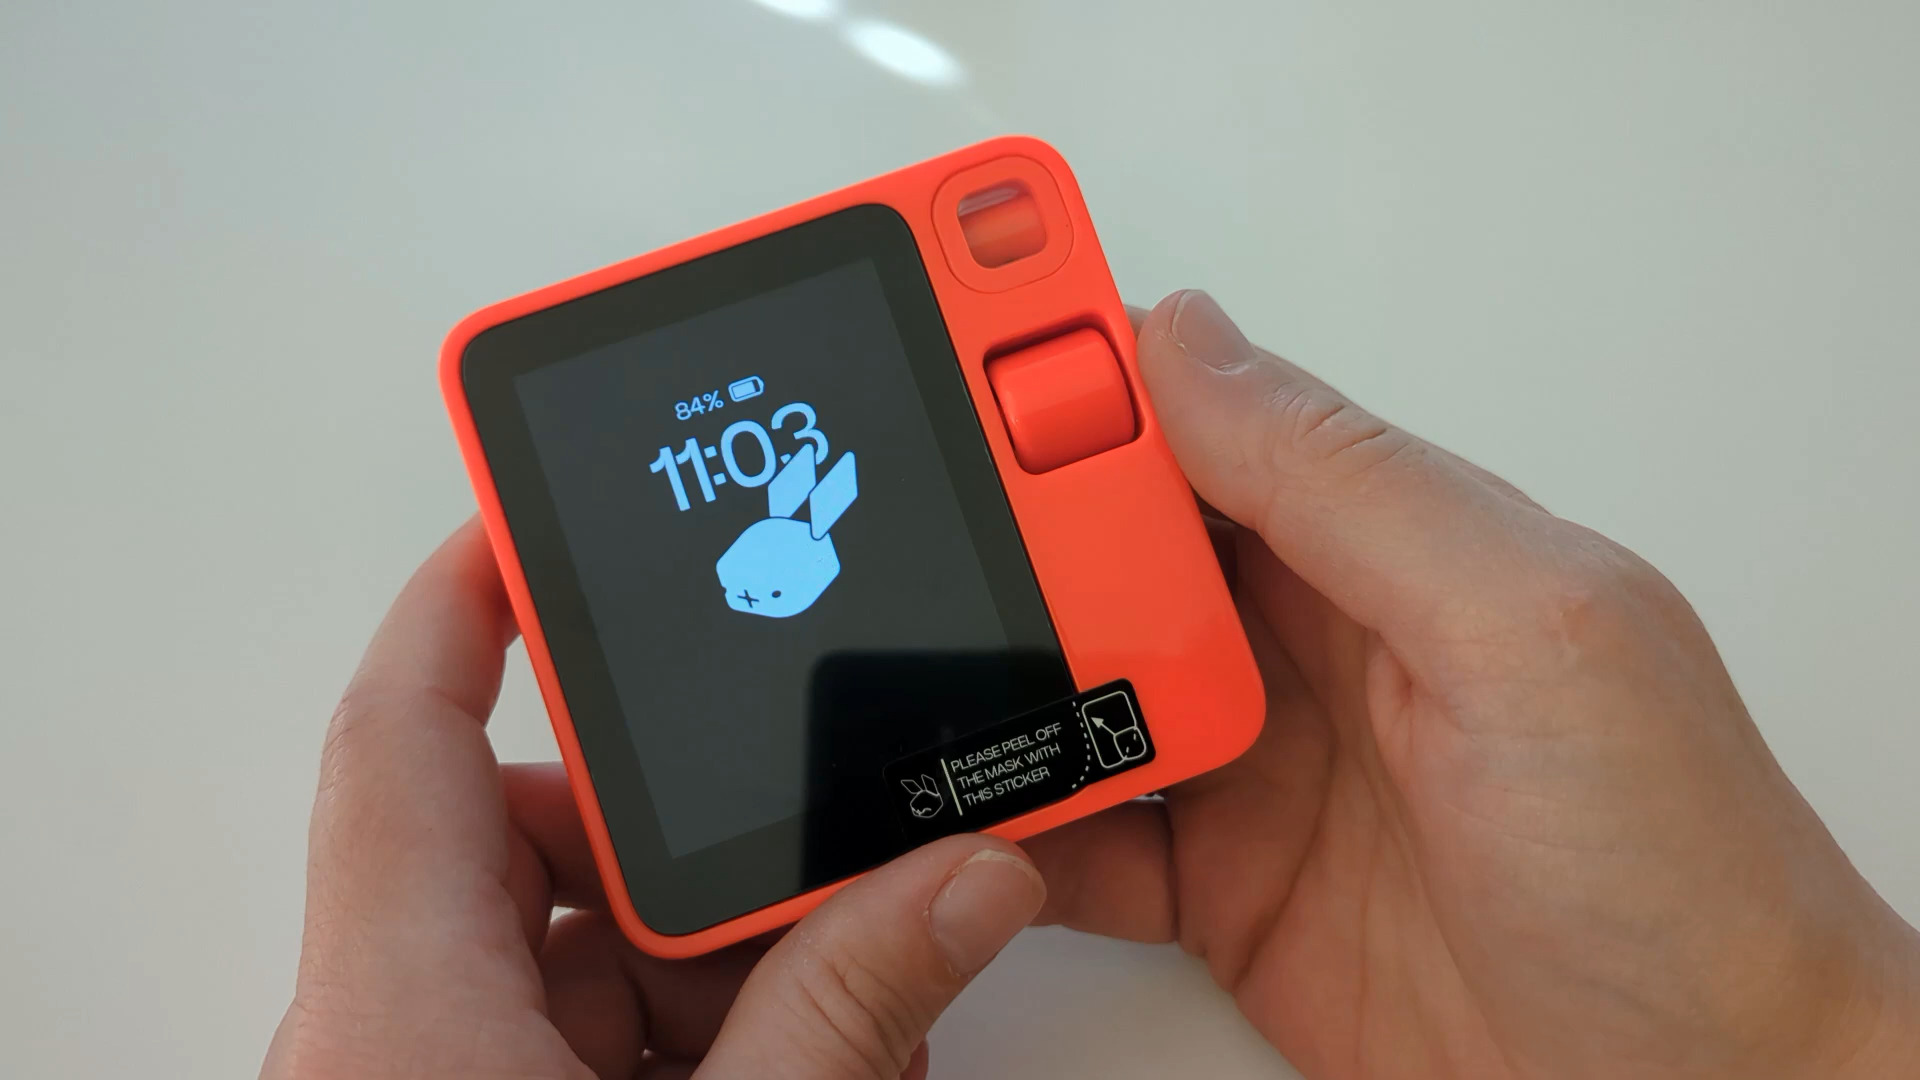 84%
11:03
PLEASE PEEL OFF
THE MASK WITH
THIS STICKER